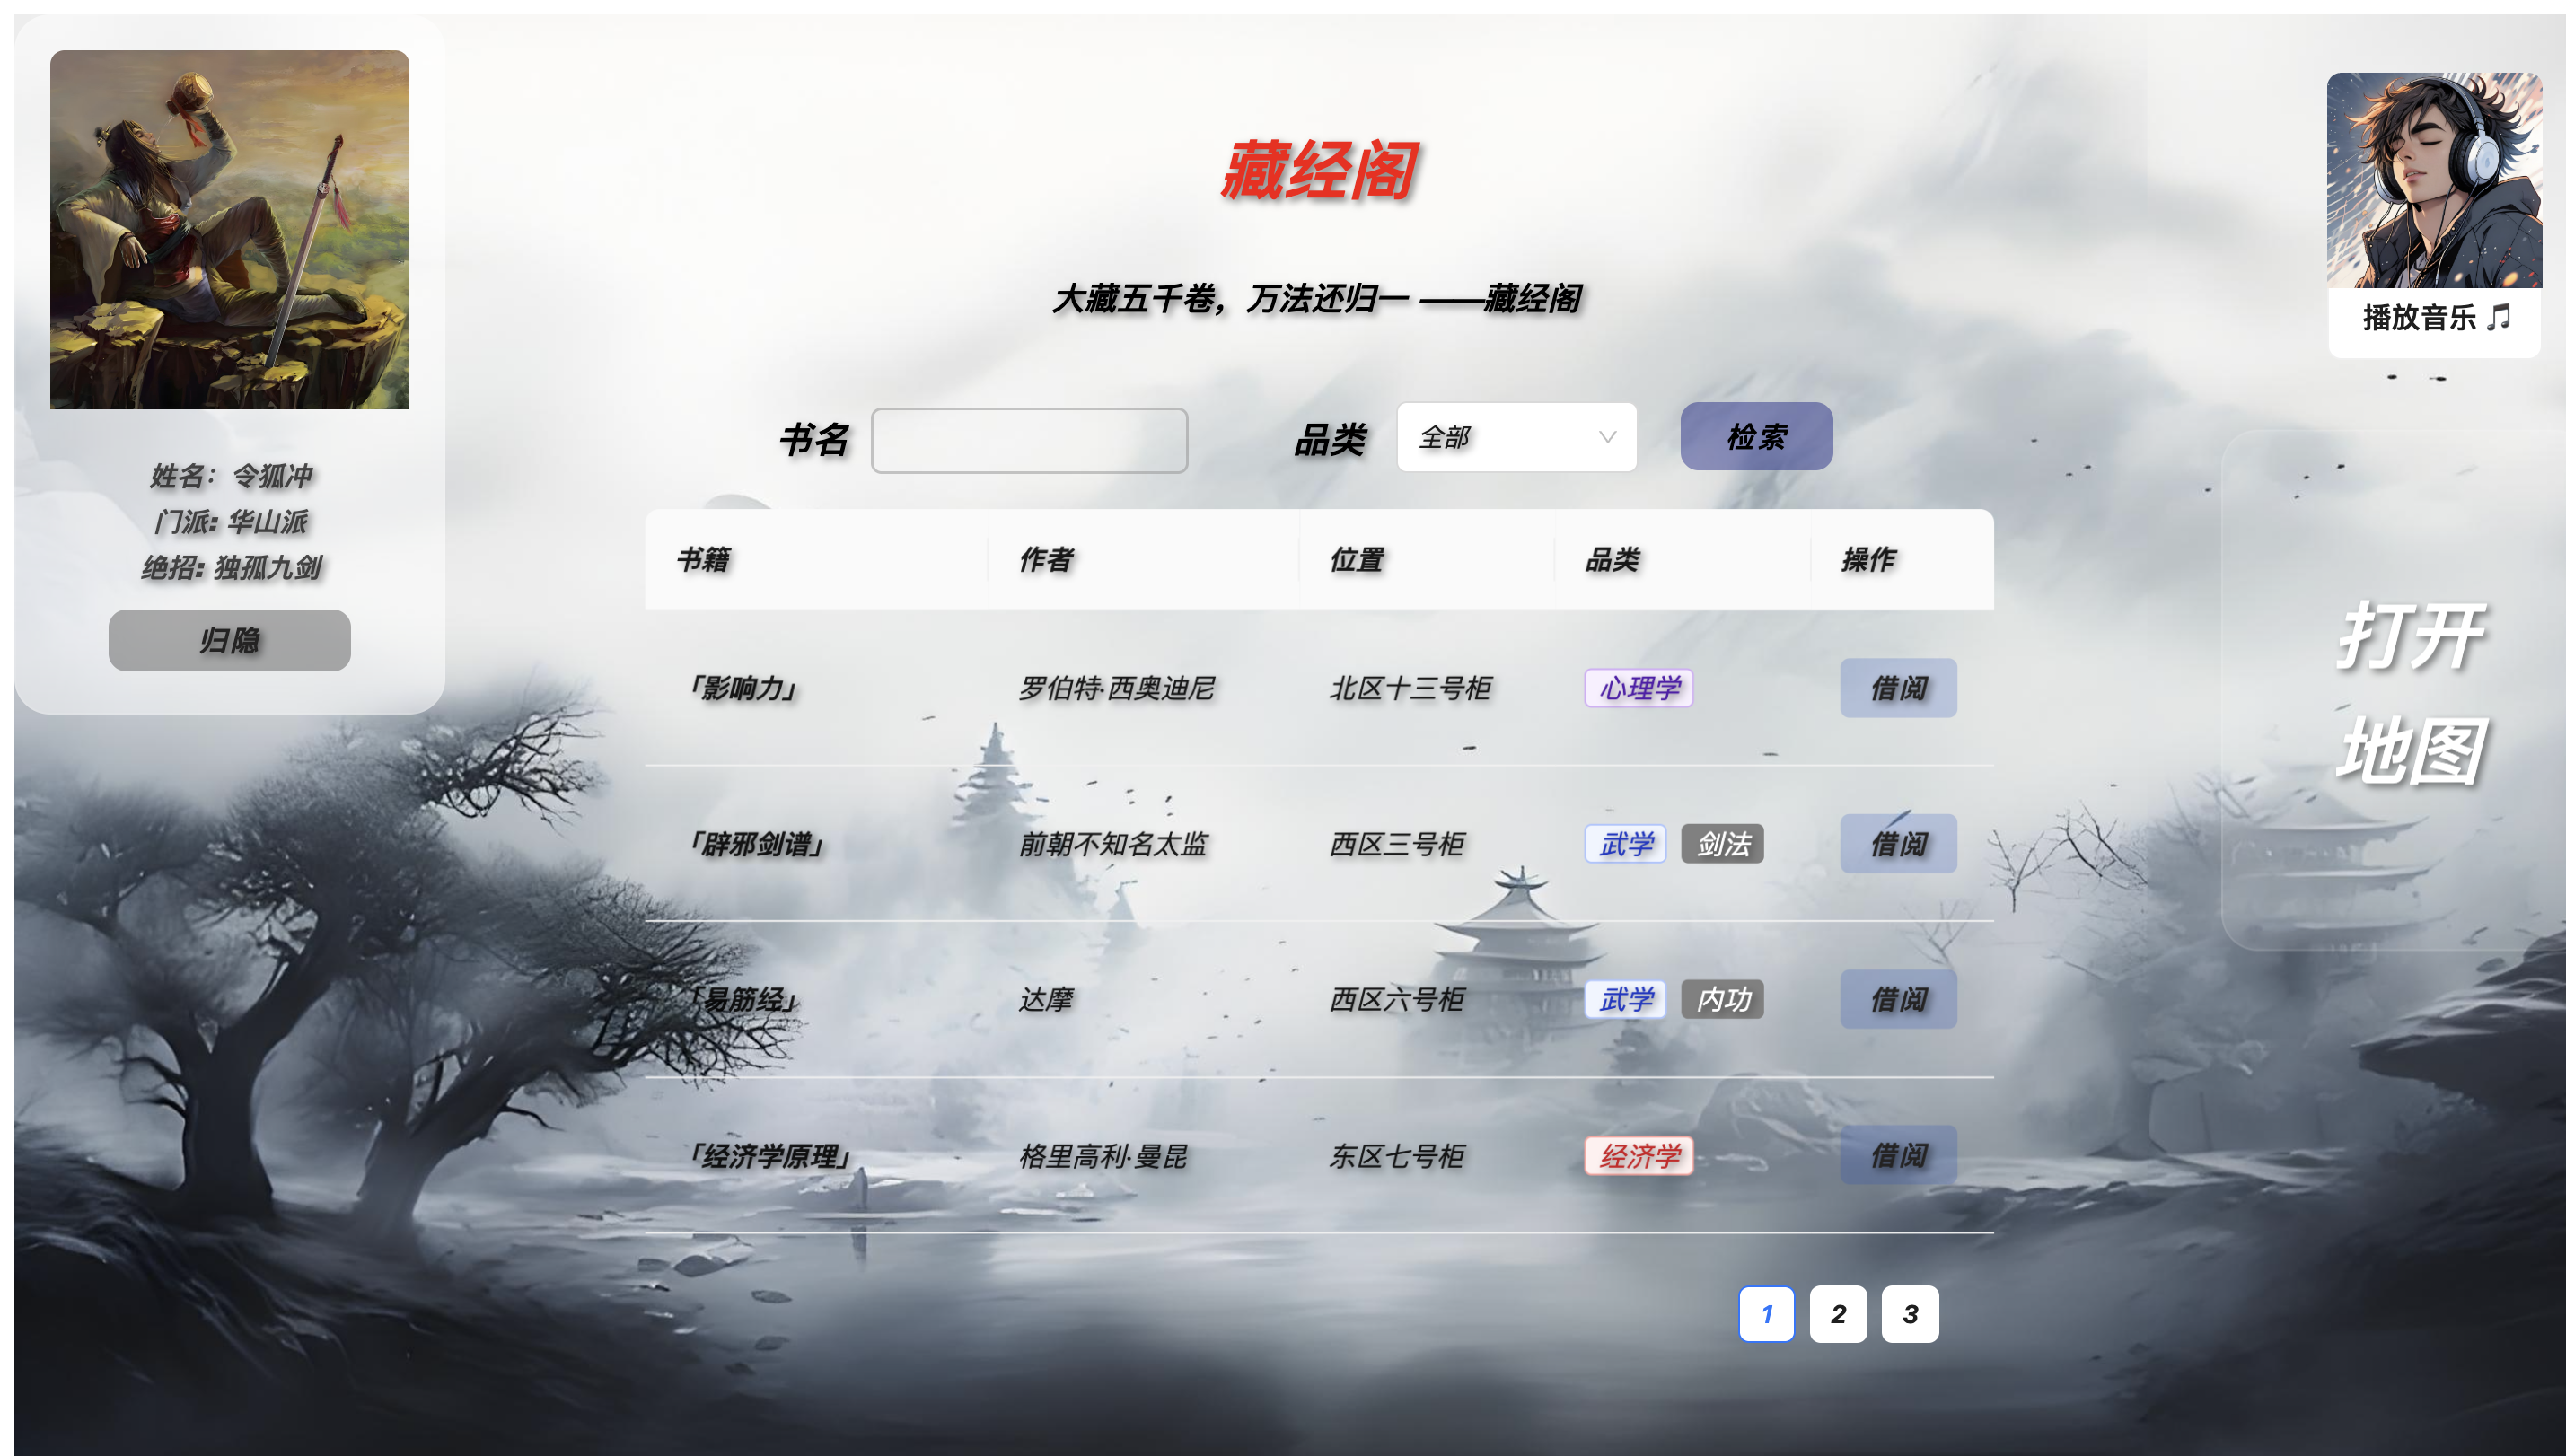 姓名：令狐冲
门派: 华山派
绝招: 独孤九剑
归隐
藏经阁
大藏五千卷，万法还归一 ——藏经阁
书名 品类 全部 检索
书籍 作者 位置 品类 操作
「影响力」 罗伯特·西奥迪尼 北区十三号柜 心理学 借阅
「辟邪剑谱」 前朝不知名太监 西区三号柜 武学 剑法 借阅
「易筋经」 达摩 西区六号柜 武学 内功 借阅
「经济学原理」 格里高利·曼昆 东区七号柜 经济学 借阅
1 2 3
播放音乐 🎵
打开
地图